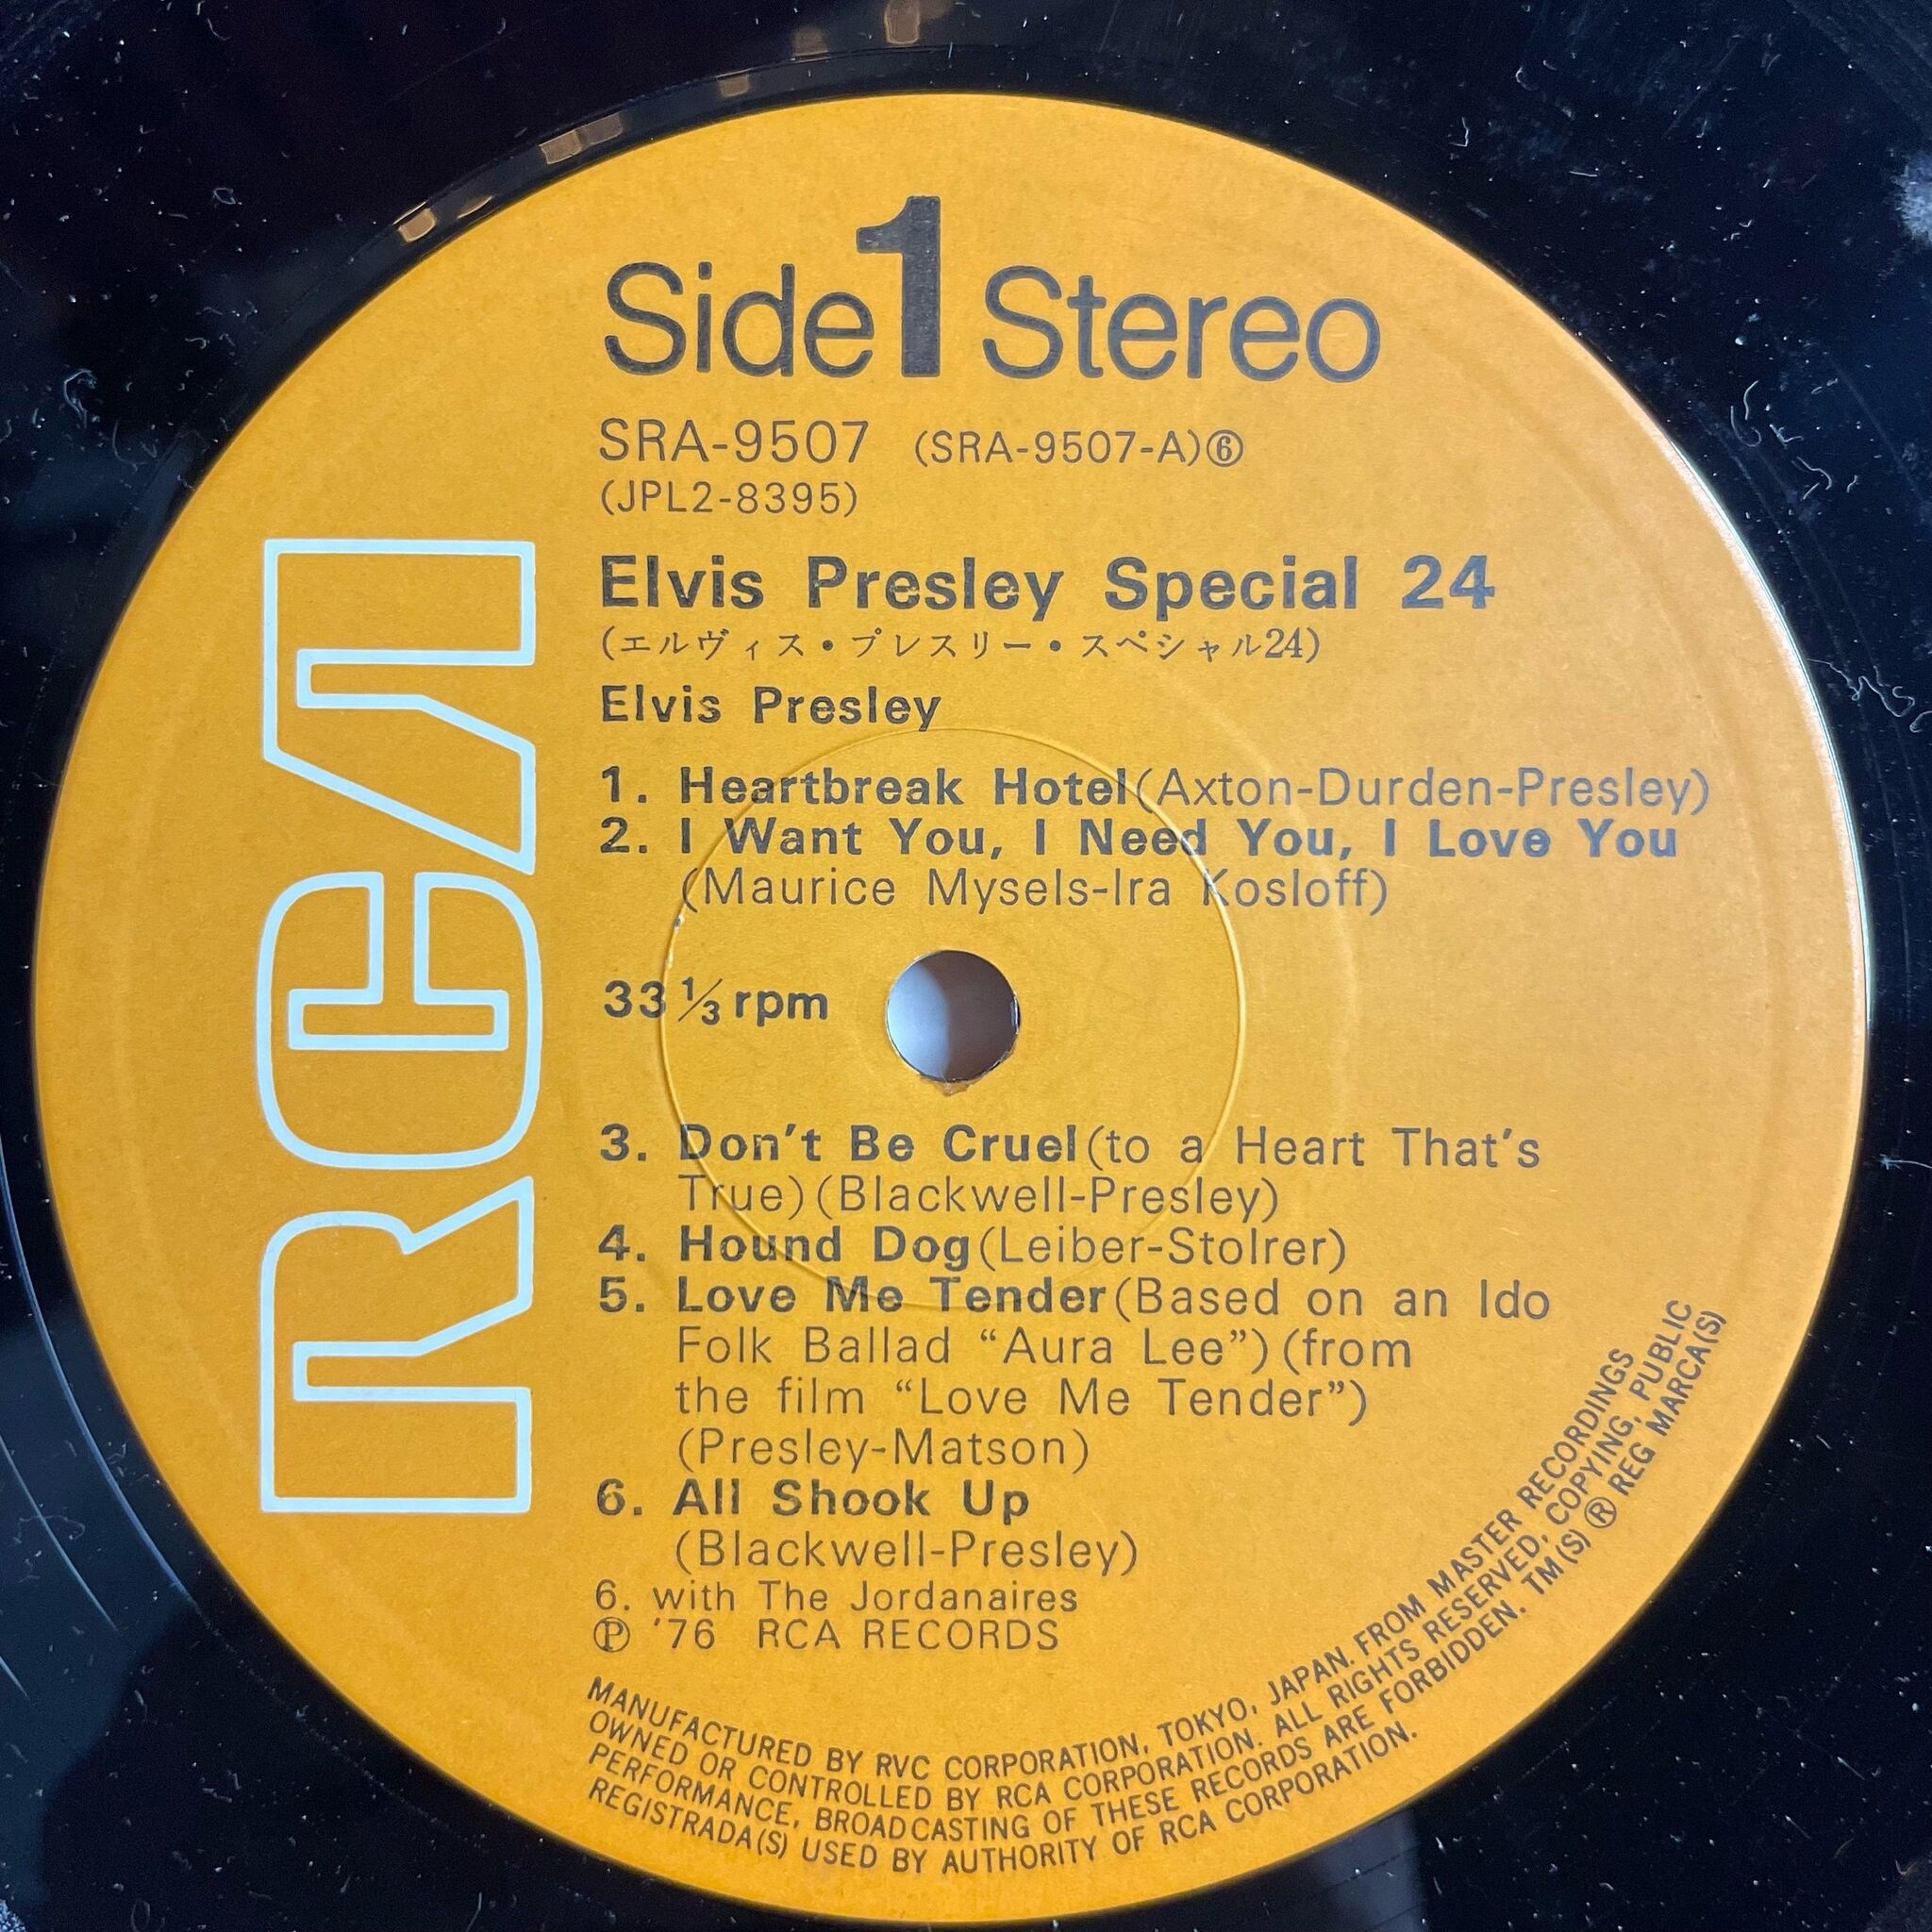 Side 1 Stereo
SRA-9507 (SRA-9507-A)⑥
(JPL2-8395)
Elvis Presley Special 24
(エルヴィス・プレスリー・スペシャル24)
Elvis Presley
1. Heartbreak Hotel(Axton-Durden-Presley)
2. I Want You, I Need You, I Love You
(Maurice Mysels-Ira Kosloff)
33 ⅓ rpm
3. Don't Be Cruel(to a Heart That's
True)(Blackwell-Presley)
4. Hound Dog(Leiber-Stolrer)
5. Love Me Tender(Based on an Ido
Folk Ballad “Aura Lee”)(from
the film “Love Me Tender”)
(Presley-Matson)
6. All Shook Up
(Blackwell-Presley)
6. with The Jordanaires
℗ '76 RCA RECORDS
RCA
MANUFACTURED BY RVC CORPORATION, TOKYO, JAPAN. FROM MASTER RECORDINGS
OWNED OR CONTROLLED BY RCA CORPORATION. ALL RIGHTS RESERVED, COPYING, PUBLIC
PERFORMANCE, BROADCASTING OF THESE RECORDS ARE FORBIDDEN. TM(S) ® REG MARCA(S)
REGISTRADA(S) USED BY AUTHORITY OF RCA CORPORATION.